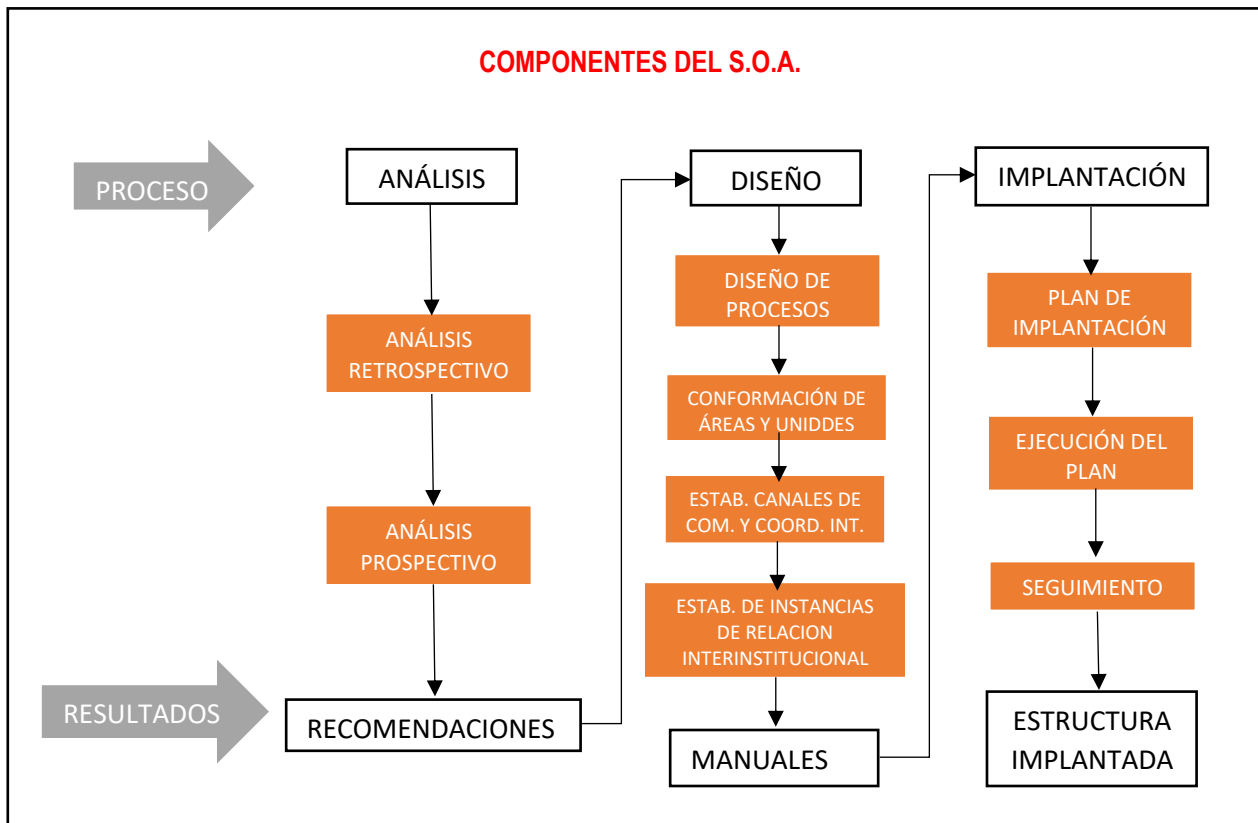 COMPONENTES DEL S.O.A.
PROCESO
ANÁLISIS
ANÁLISIS
RETROSPECTIVO
ANÁLISIS
PROSPECTIVO
RESULTADOS
RECOMENDACIONES
DISEÑO
DISEÑO DE
PROCESOS
CONFORMACIÓN DE
ÁREAS Y UNIDDES
ESTAB. CANALES DE
COM. Y COORD. INT.
ESTAB. DE INSTANCIAS
DE RELACION
INTERINSTITUCIONAL
MANUALES
IMPLANTACIÓN
PLAN DE
IMPLANTACIÓN
EJECUCIÓN DEL
PLAN
SEGUIMIENTO
ESTRUCTURA
IMPLANTADA